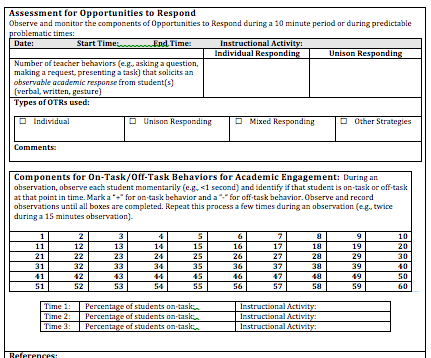 Assessment for Opportunities to Respond
Observe and monitor the components of Opportunities to Respond during a 10 minute period or during predictable
problematic times:
Date: Start Time: End Time: Instructional Activity:
Individual Responding Unison Responding
Number of teacher behaviors (e.g., asking a question,
making a request, presenting a task) that solicits an
observable academic response from student(s)
(verbal, written, gesture)
Types of OTRs used:
☐ Individual ☐ Unison Responding ☐ Mixed Responding ☐ Other Strategies
Comments:
Components for On-Task/Off-Task Behaviors for Academic Engagement: During an
observation, observe each student momentarily (e.g., <1 second) and identify if that student is on-task or off-task
at that point in time. Mark a "+" for on-task behavior and a "-" for off-task behavior. Observe and record
observations until all boxes are completed. Repeat this process a few times during an observation (e.g., twice
during a 15 minutes observation).
1 2 3 4 5 6 7 8 9 10
11 12 13 14 15 16 17 18 19 20
21 22 23 24 25 26 27 28 29 30
31 32 33 34 35 36 37 38 39 40
41 42 43 44 45 46 47 48 49 50
51 52 53 54 55 56 57 58 59 60
Time 1: Percentage of students on-task: Instructional Activity:
Time 2: Percentage of students on-task: Instructional Activity:
Time 3: Percentage of students on-task: Instructional Activity:
References: